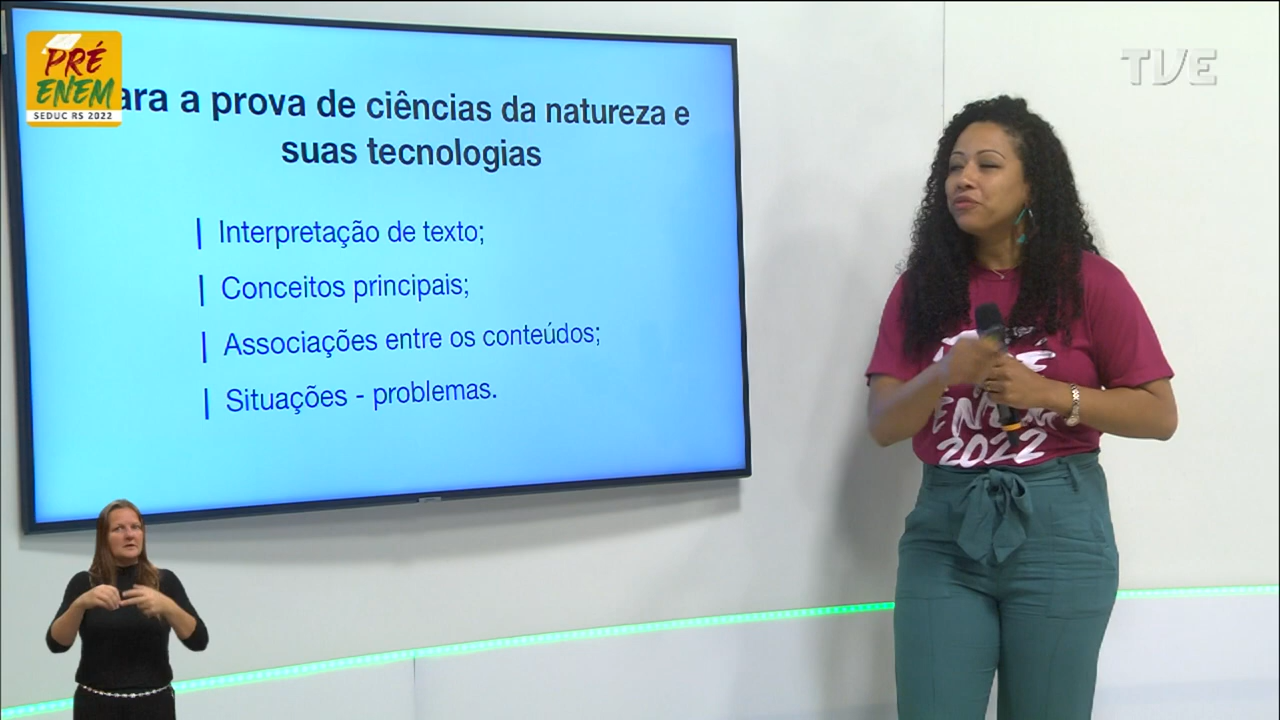 PRÉ
ENEM
SEDUC RS 2022
TVE
ara a prova de ciências da natureza e
suas tecnologias
| Interpretação de texto;
| Conceitos principais;
| Associações entre os conteúdos;
| Situações - problemas.
ENEM
2022